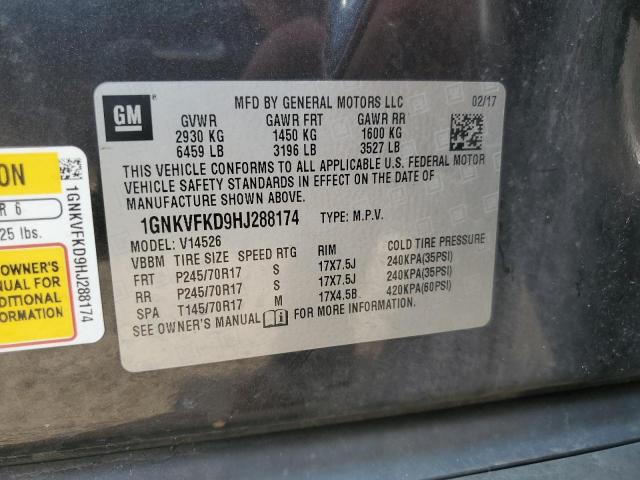 GM
MFD BY GENERAL MOTORS LLC 02/17
GVWR GAWR FRT GAWR RR
2930 KG 1450 KG 1600 KG
6459 LB 3196 LB 3527 LB
THIS VEHICLE CONFORMS TO ALL APPLICABLE U.S. FEDERAL MOTOR
VEHICLE SAFETY STANDARDS IN EFFECT ON THE DATE OF
MANUFACTURE SHOWN ABOVE.
1GNKVFKD9HJ288174 TYPE: M.P.V.
MODEL: V14526
VBBM TIRE SIZE SPEED RTG RIM COLD TIRE PRESSURE
FRT P245/70R17 S 17X7.5J 240KPA(35PSI)
RR P245/70R17 S 17X7.5J 240KPA(35PSI)
SPA T145/70R17 M 17X4.5B 420KPA(60PSI)
SEE OWNER'S MANUAL FOR MORE INFORMATION.
ON
R 6
25 lbs.
OWNER'S
NUAL FOR
DITIONAL
ORMATION
1GNKVFKD9HJ288174